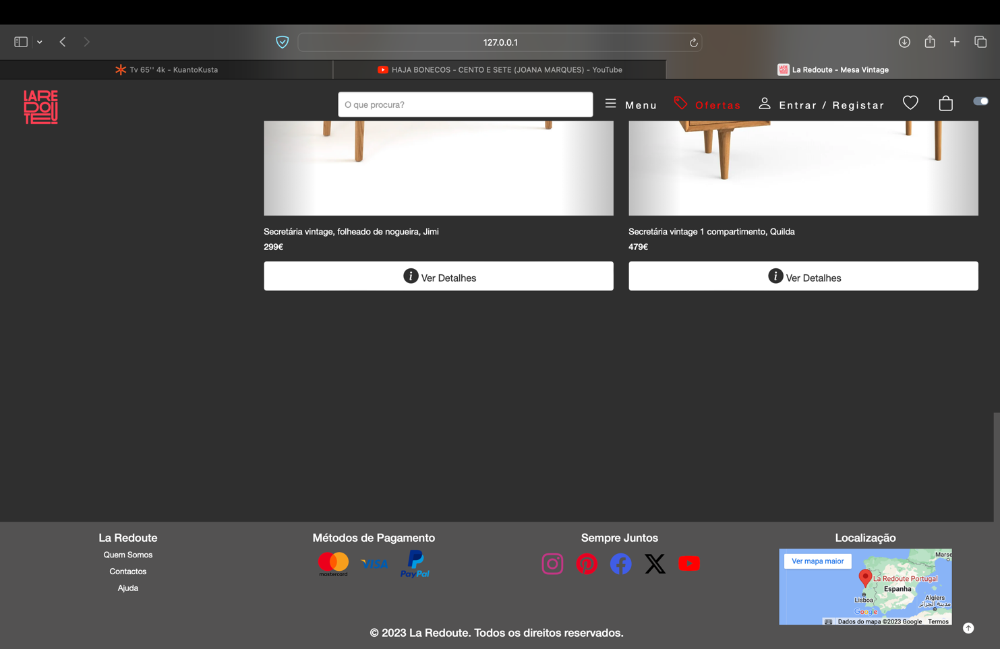 127.0.0.1
Tv 65'' 4k - KuantoKusta
HAJA BONECOS - CENTO E SETE (JOANA MARQUES) - YouTube
La Redoute - Mesa Vintage
LA RE
DOU
TE
O que procura?
Menu
Ofertas
Entrar / Registar
Secretária vintage, folheado de nogueira, Jimi
299€
Ver Detalhes
Secretária vintage 1 compartimento, Quilda
479€
Ver Detalhes
La Redoute
Quem Somos
Contactos
Ajuda
Métodos de Pagamento
mastercard
VISA
PayPal
Sempre Juntos
Localização
Ver mapa maior
Marse
La Redoute Portugal
Espanha
Lisboa
Algiers
مدينة الجزائر
Google
Dados do mapa ©2023 Google
Termos
© 2023 La Redoute. Todos os direitos reservados.